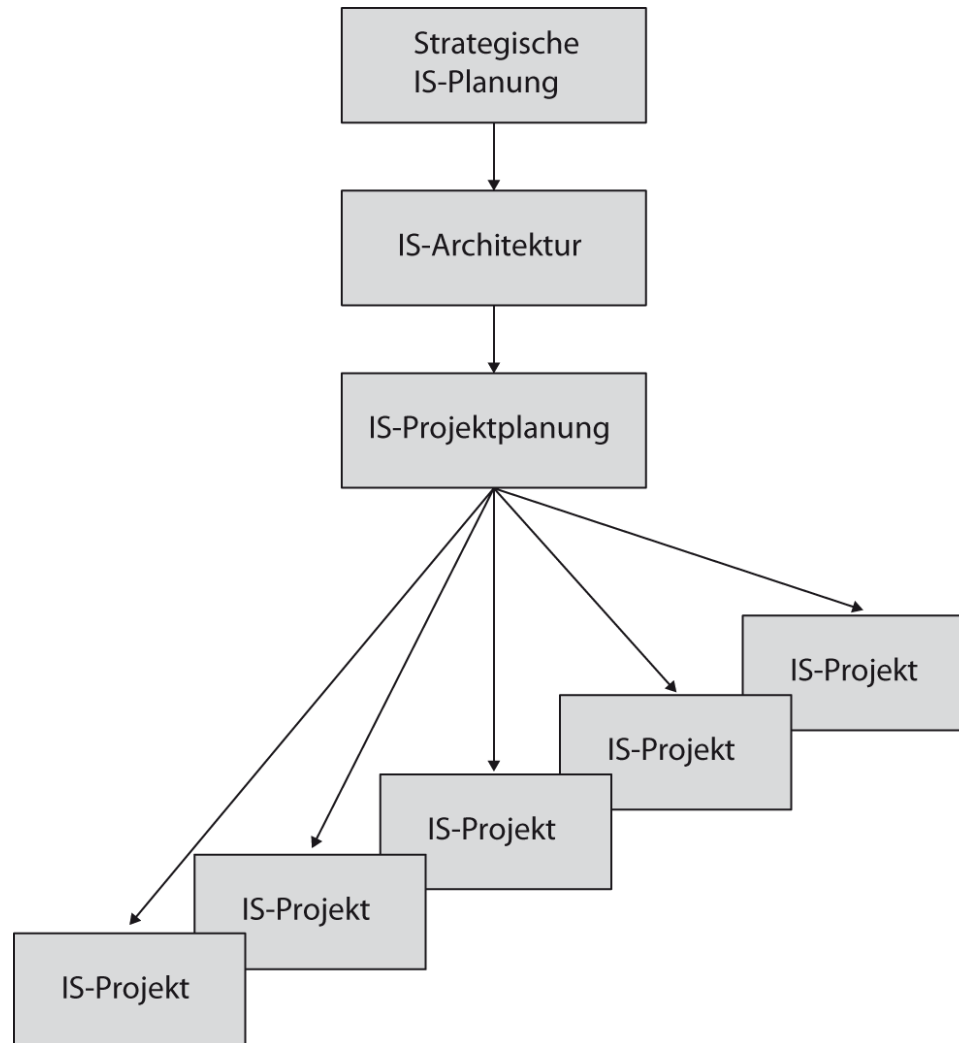 Strategische
IS-Planung
IS-Architektur
IS-Projektplanung
IS-Projekt
IS-Projekt
IS-Projekt
IS-Projekt
IS-Projekt